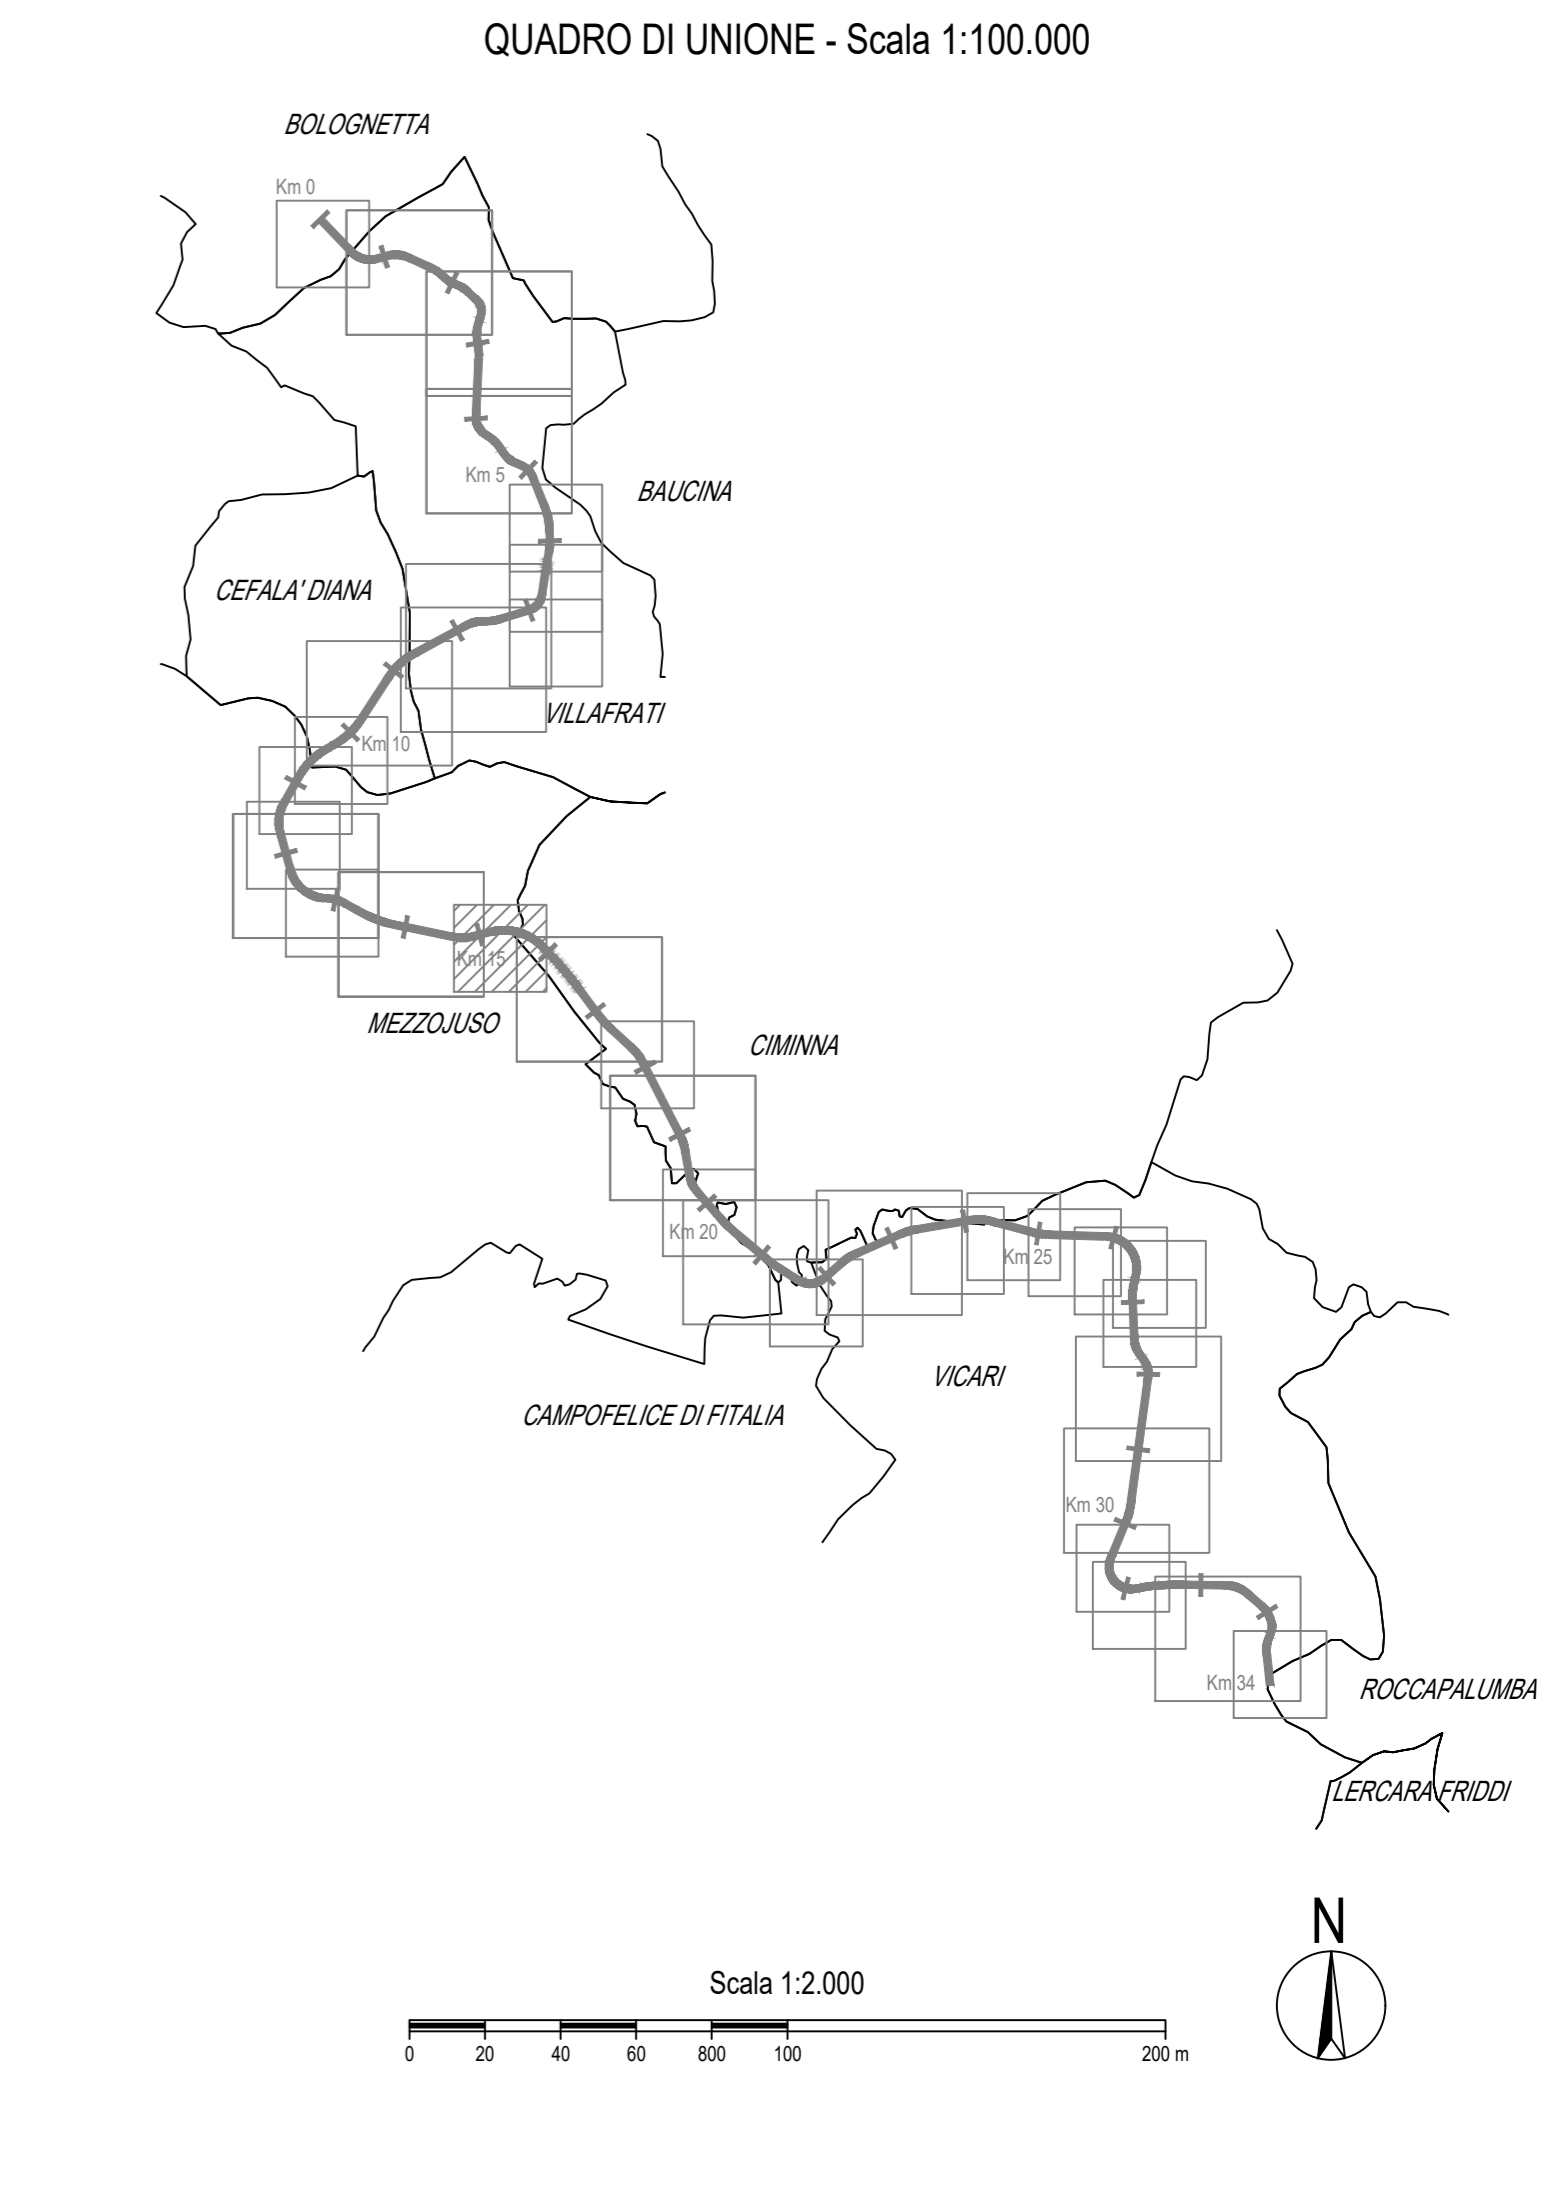 QUADRO DI UNIONE - Scala 1:100.000
BOLOGNETTA
Km 0
Km 5
BAUCINA
CEFALA' DIANA
VILLAFRATI
Km 10
Km 15
MEZZOJUSO
CIMINNA
Km 20
Km 25
VICARI
CAMPOFELICE DI FITALIA
Km 30
Km 34
ROCCAPALUMBA
LERCARA FRIDDI
N
Scala 1:2.000
0 20 40 60 800 100 200 m